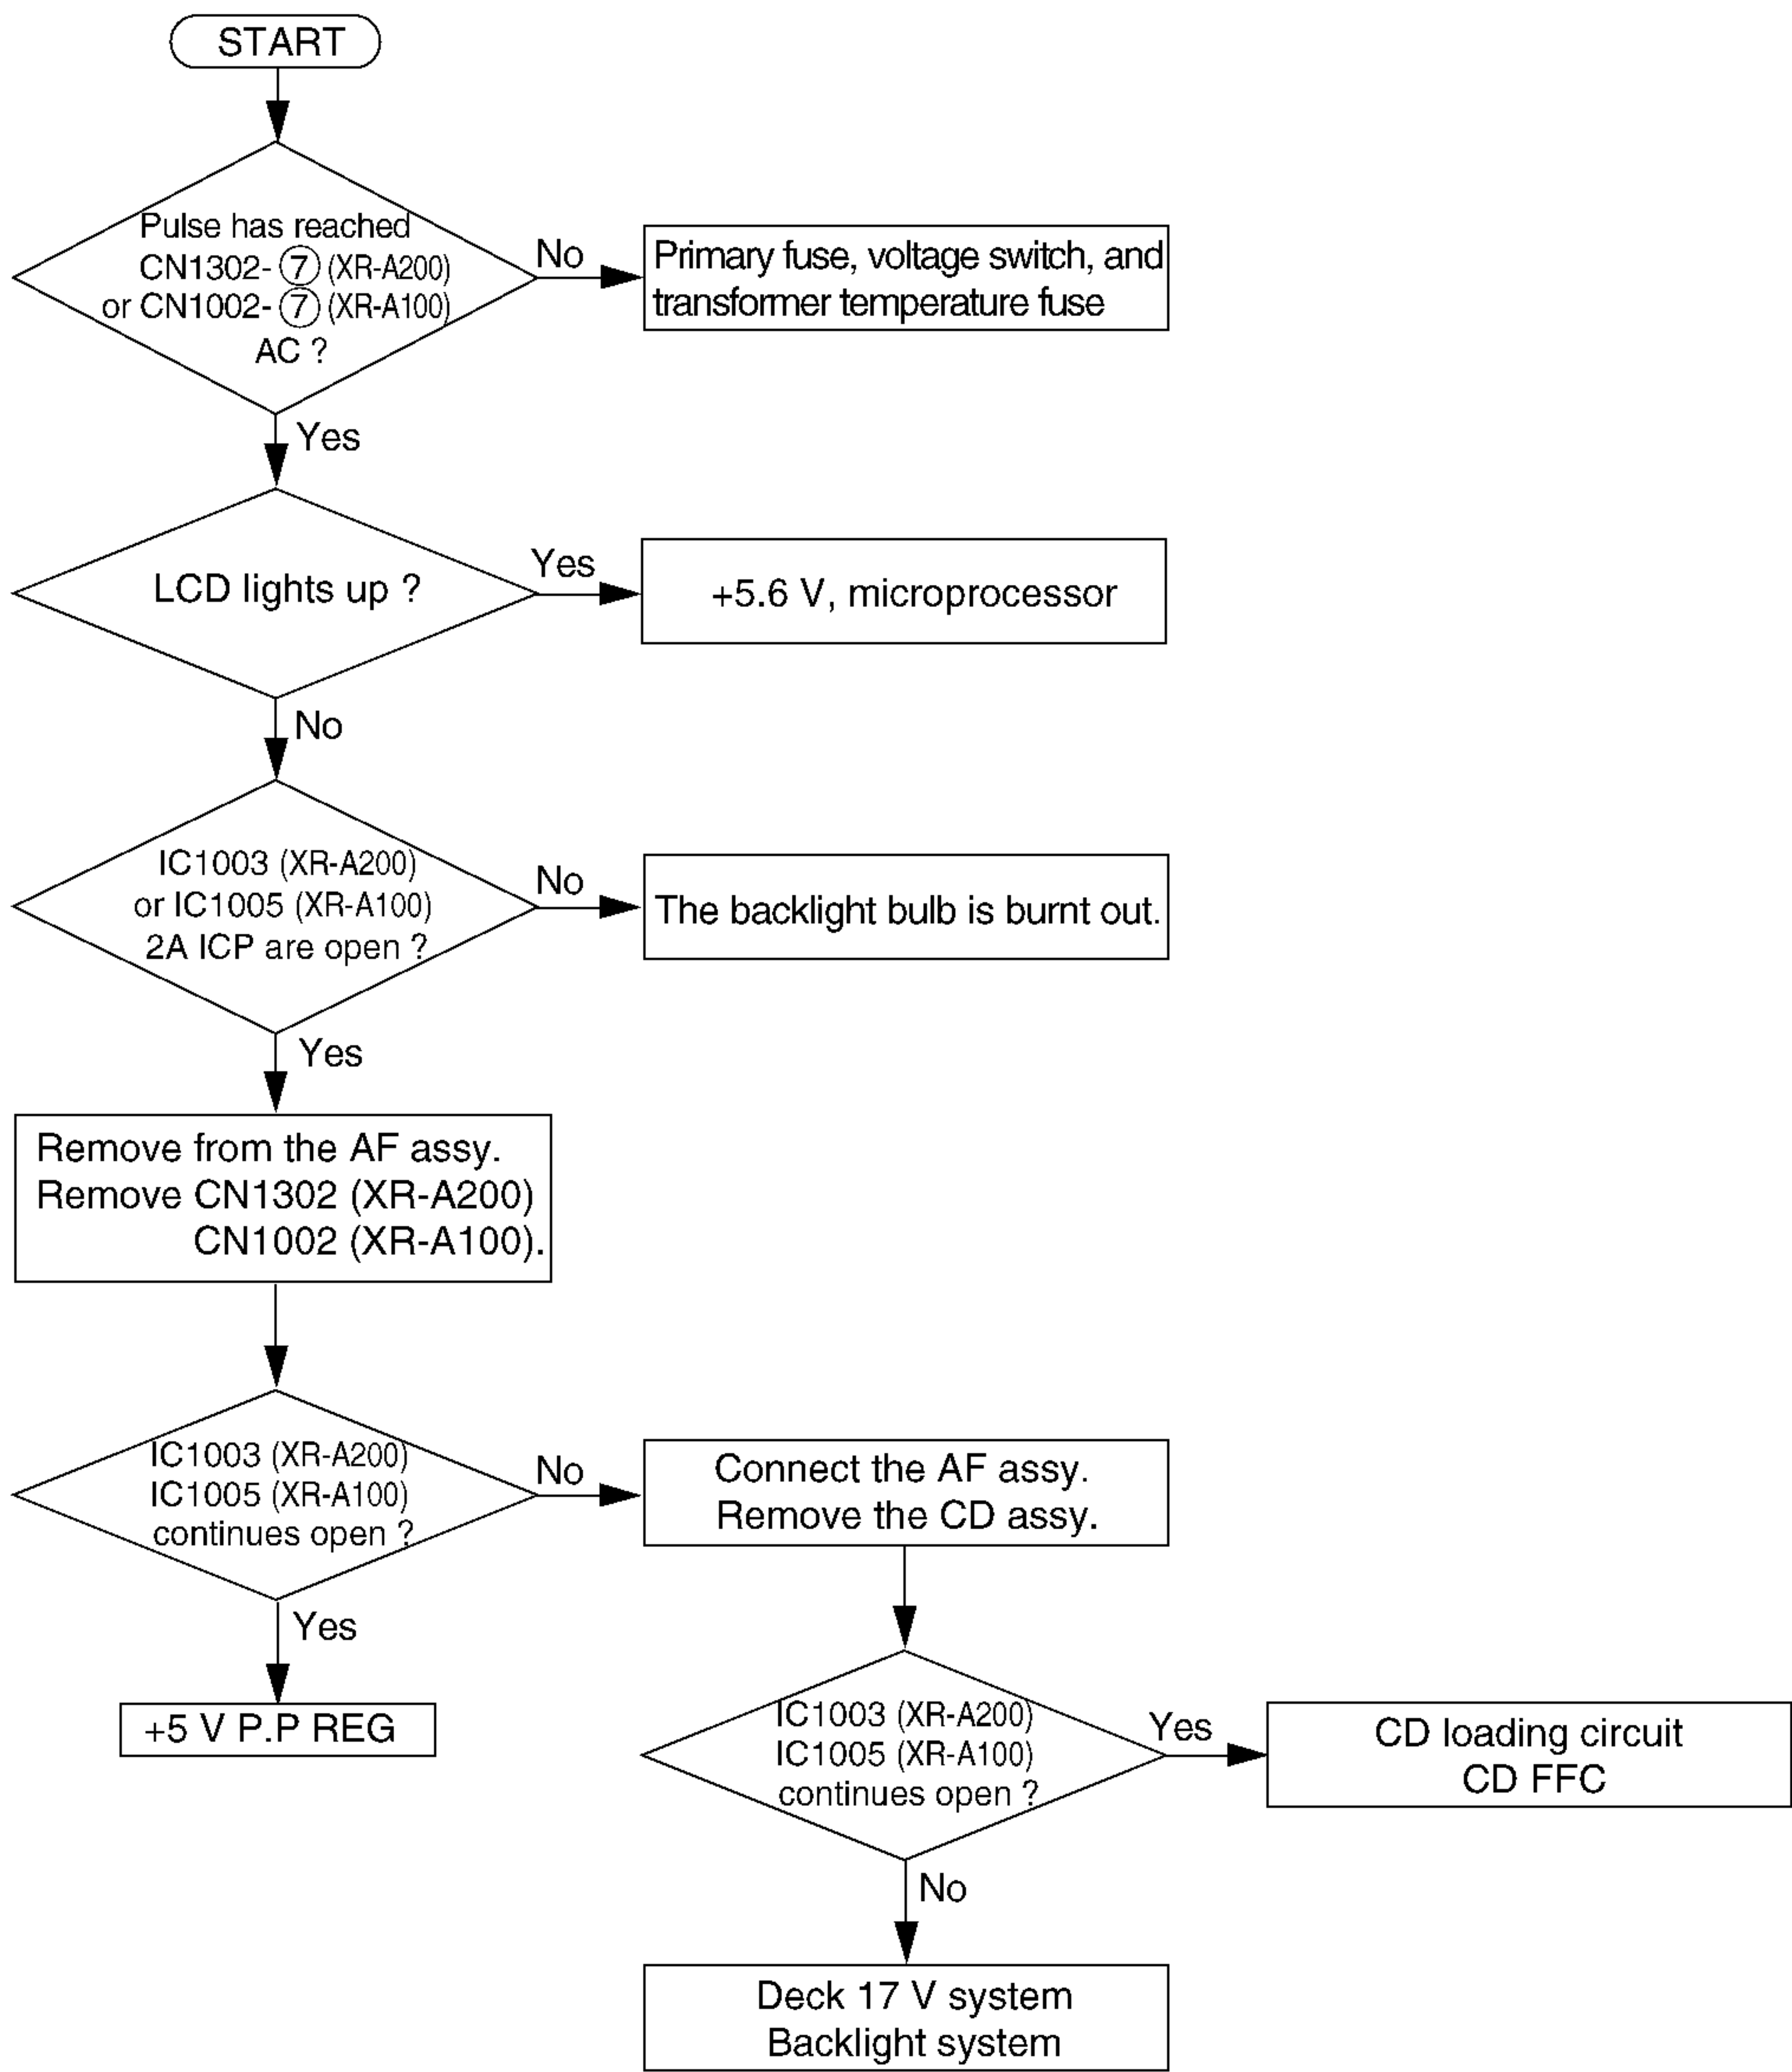 START
Pulse has reached
CN1302- ⑦ (XR-A200)
or CN1002- ⑦ (XR-A100)
AC ?
No
Primary fuse, voltage switch, and
transformer temperature fuse
Yes
LCD lights up ?
Yes
+5.6 V, microprocessor
No
IC1003 (XR-A200)
or IC1005 (XR-A100)
2A ICP are open ?
No
The backlight bulb is burnt out.
Yes
Remove from the AF assy.
Remove CN1302 (XR-A200)
CN1002 (XR-A100).
IC1003 (XR-A200)
IC1005 (XR-A100)
continues open ?
No
Connect the AF assy.
Remove the CD assy.
Yes
+5 V P.P REG
IC1003 (XR-A200)
IC1005 (XR-A100)
continues open ?
Yes
CD loading circuit
CD FFC
No
Deck 17 V system
Backlight system